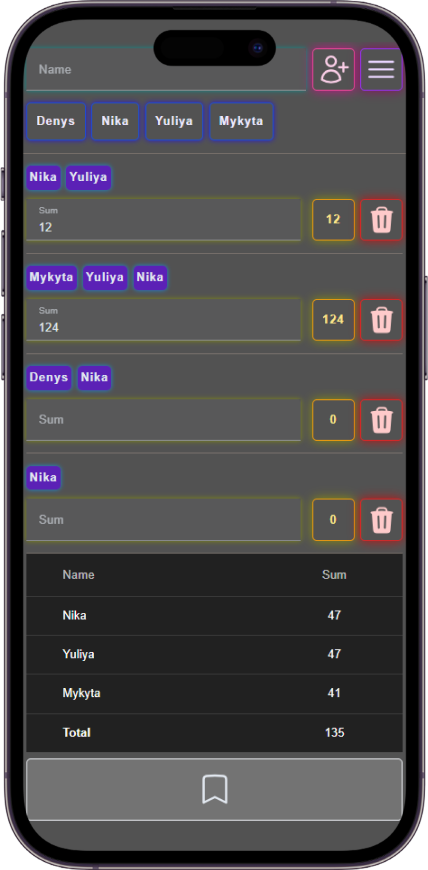 Name
Denys Nika Yuliya Mykyta
Nika Yuliya
Sum
12 12
Mykyta Yuliya Nika
Sum
124 124
Denys Nika
Sum 0
Nika
Sum 0
Name Sum
Nika 47
Yuliya 47
Mykyta 41
Total 135